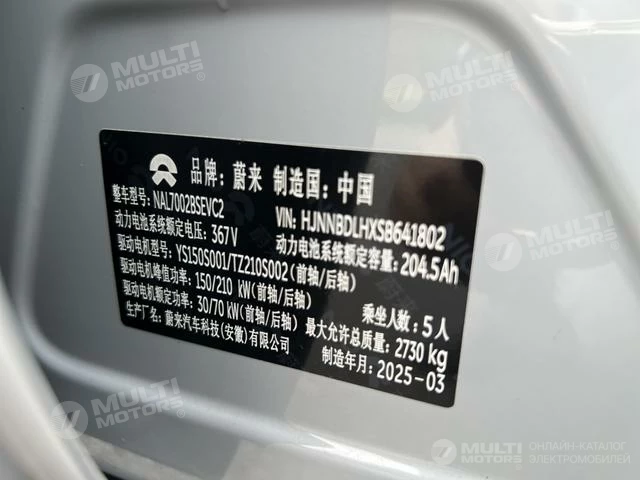 MULTI
MOTORS
品牌: 蔚来 制造国: 中国
整车型号: NAL7002BSEVC2 VIN: HJNNBDLHXSB641802
动力电池系统额定电压: 367V 动力电池系统额定容量: 204.5Ah
驱动电机型号: YS150S001/TZ210S002(前轴/后轴)
驱动电机峰值功率: 150/210 kW(前轴/后轴)
驱动电机额定功率: 30/70 kW(前轴/后轴) 乘坐人数: 5人
生产厂名: 蔚来汽车科技(安徽)有限公司 最大允许总质量: 2730 kg
制造年月: 2025-03
MULTI
MOTORS
MULTI
MOTORS
ОНЛАЙН-КАТАЛОГ
ЭЛЕКТРОМОБИЛЕЙ